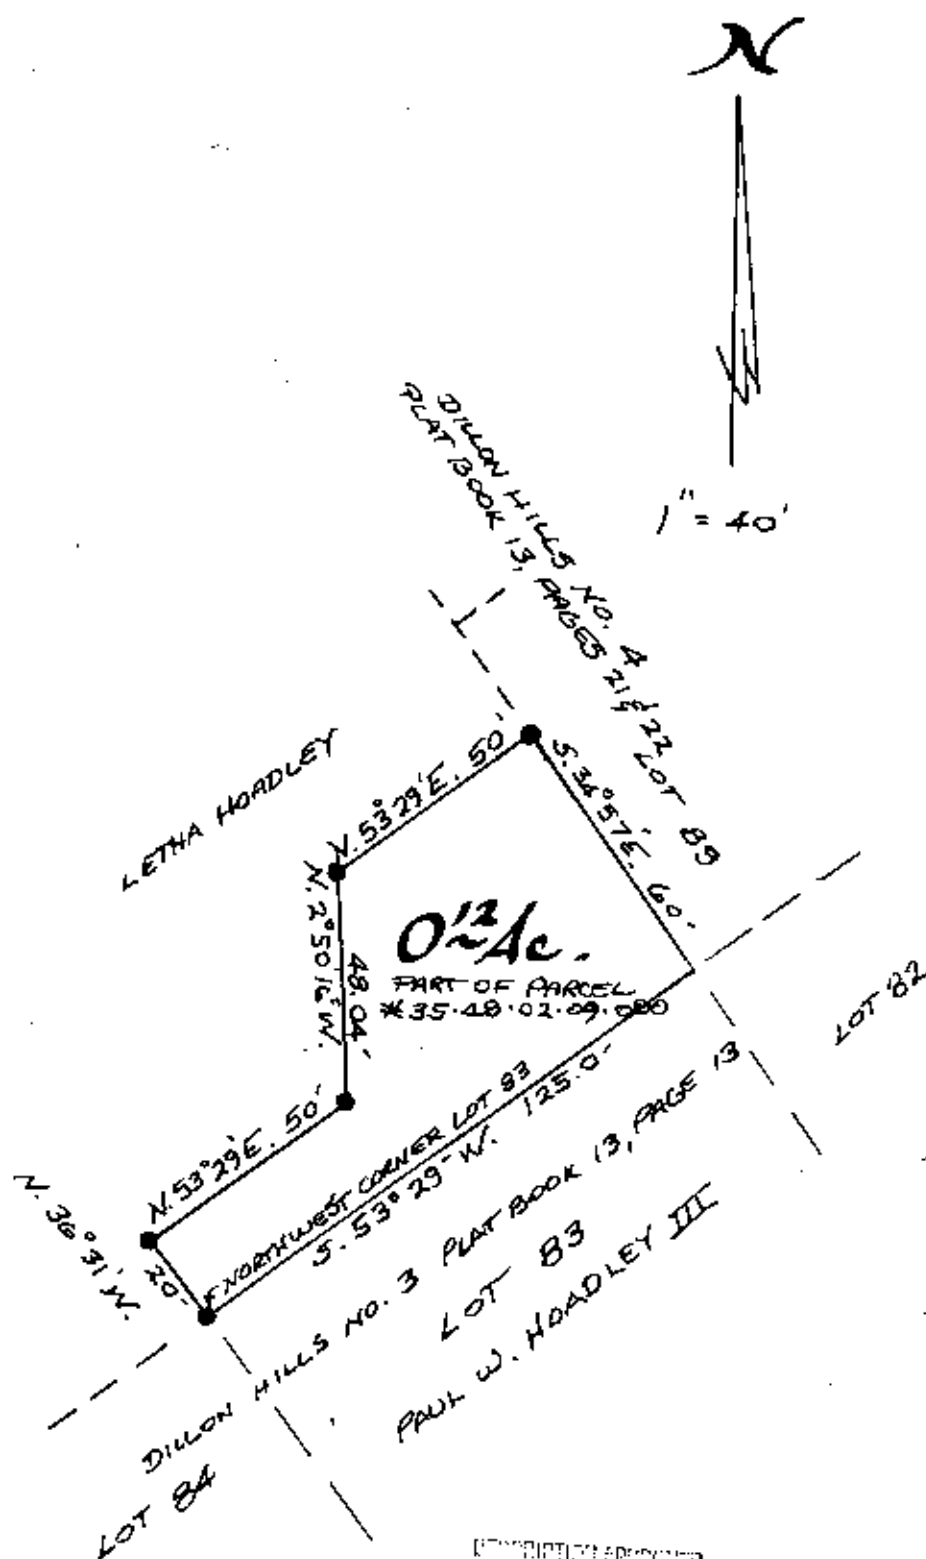 N
1" = 40'
DILLON HILLS NO. 4
PLAT BOOK 13, PAGES 21 & 22
LOT 89
LETHA HOADLEY
N. 53°29' E. 50'
S. 34°57' E. 60'
N. 2°50'16" W.
48.04'
0.12 Ac.
PART OF PARCEL
*35-48-02-09-000
LOT 82
N. 53°29' E. 50'
N. 36°31' W.
20'
NORTHWEST CORNER LOT 83
S. 53°29' W. 125.0'
DILLON HILLS NO. 3 PLAT BOOK 13, PAGE 13
LOT 83
PAUL W. HOADLEY III
LOT 84